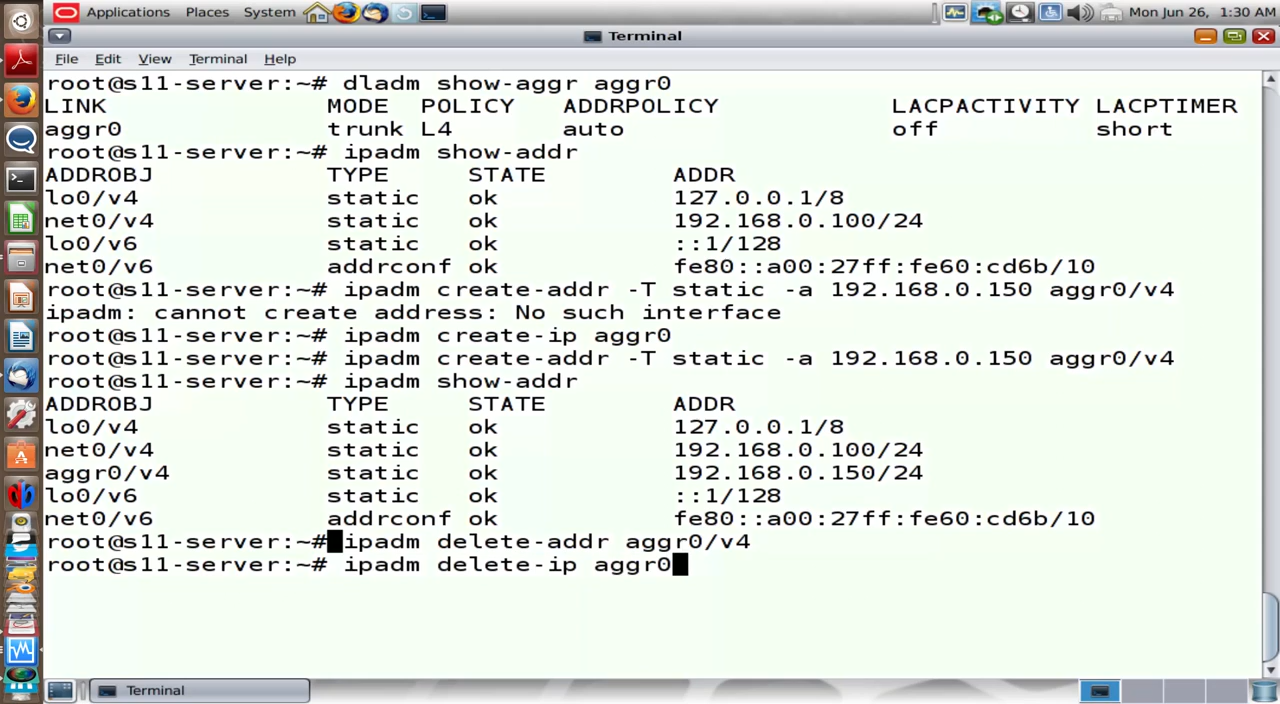 Applications Places System Mon Jun 26, 1:30 AM
Terminal
File Edit View Terminal Help
root@s11-server:~# dladm show-aggr aggr0
LINK MODE POLICY ADDRPOLICY LACPACTIVITY LACPTIMER
aggr0 trunk L4 auto off short
root@s11-server:~# ipadm show-addr
ADDROBJ TYPE STATE ADDR
lo0/v4 static ok 127.0.0.1/8
net0/v4 static ok 192.168.0.100/24
lo0/v6 static ok ::1/128
net0/v6 addrconf ok fe80::a00:27ff:fe60:cd6b/10
root@s11-server:~# ipadm create-addr -T static -a 192.168.0.150 aggr0/v4
ipadm: cannot create address: No such interface
root@s11-server:~# ipadm create-ip aggr0
root@s11-server:~# ipadm create-addr -T static -a 192.168.0.150 aggr0/v4
root@s11-server:~# ipadm show-addr
ADDROBJ TYPE STATE ADDR
lo0/v4 static ok 127.0.0.1/8
net0/v4 static ok 192.168.0.100/24
aggr0/v4 static ok 192.168.0.150/24
lo0/v6 static ok ::1/128
net0/v6 addrconf ok fe80::a00:27ff:fe60:cd6b/10
root@s11-server:~# ipadm delete-addr aggr0/v4
root@s11-server:~# ipadm delete-ip aggr0
Terminal